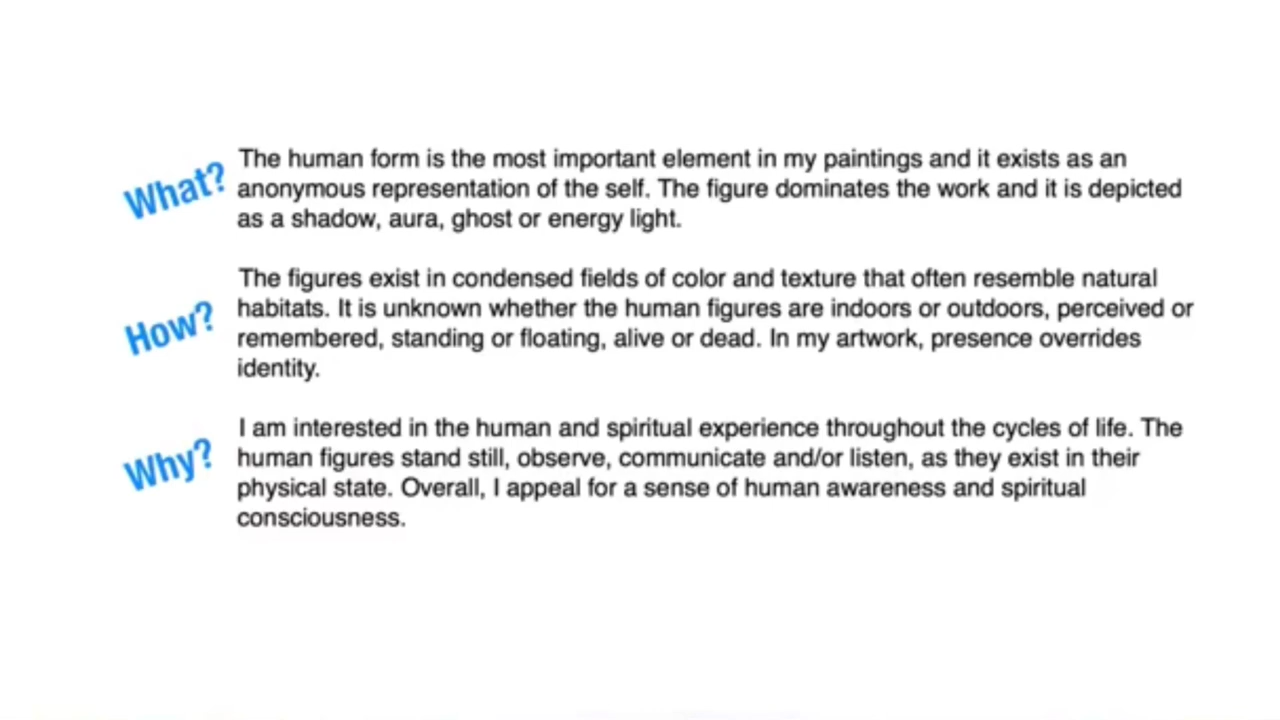 What?
The human form is the most important element in my paintings and it exists as an
anonymous representation of the self. The figure dominates the work and it is depicted
as a shadow, aura, ghost or energy light.
How?
The figures exist in condensed fields of color and texture that often resemble natural
habitats. It is unknown whether the human figures are indoors or outdoors, perceived or
remembered, standing or floating, alive or dead. In my artwork, presence overrides
identity.
Why?
I am interested in the human and spiritual experience throughout the cycles of life. The
human figures stand still, observe, communicate and/or listen, as they exist in their
physical state. Overall, I appeal for a sense of human awareness and spiritual
consciousness.